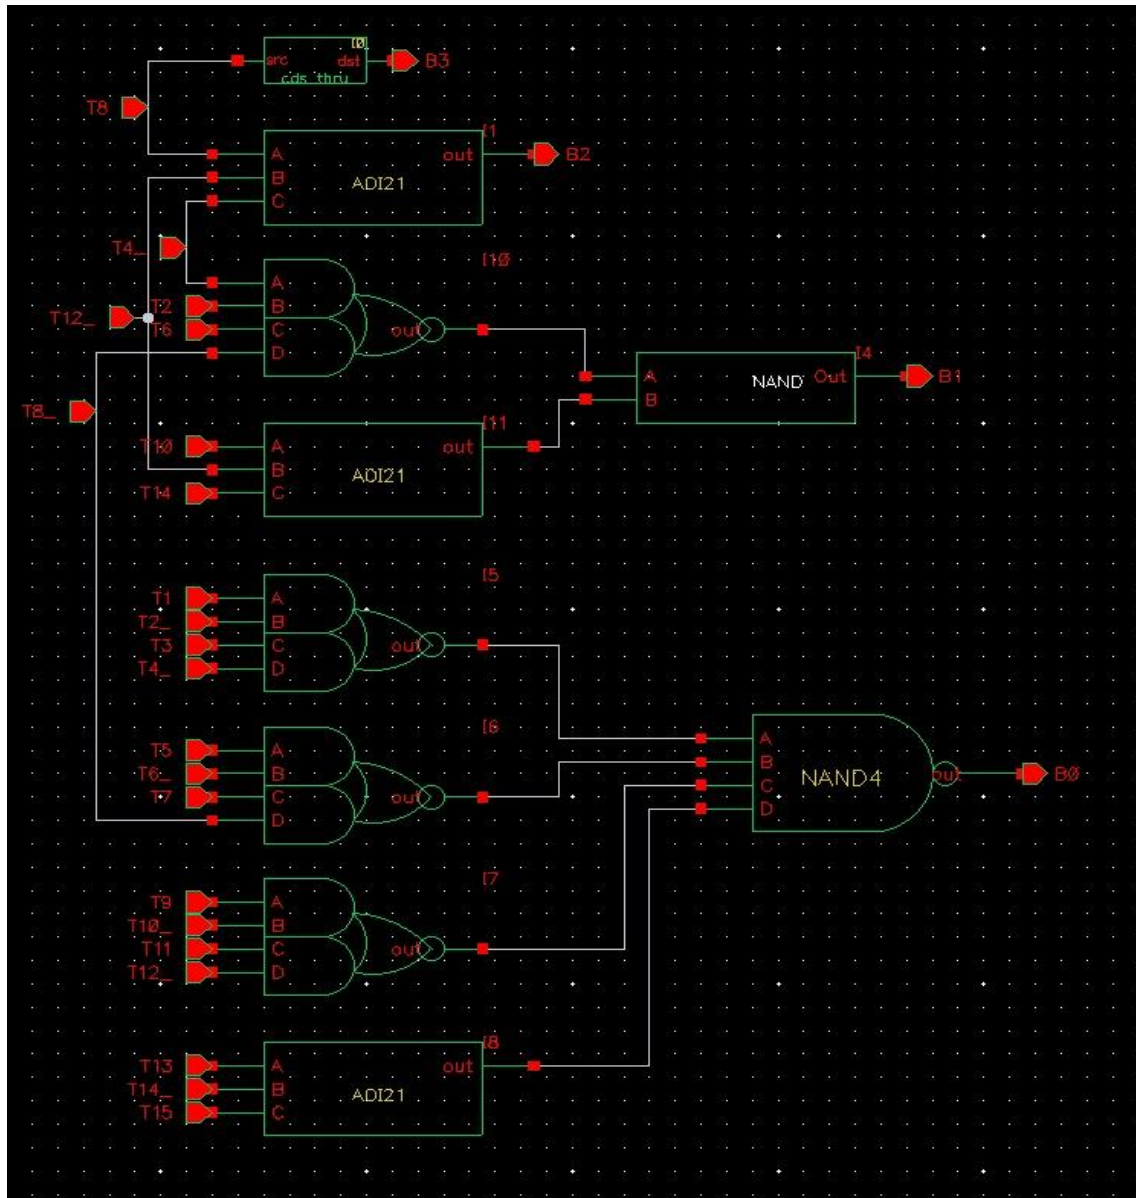 I0
src dst B3
cds_thru
T8
I1
A out B2
B ADI21
C
T4_
I10
A
T2 B
T12_
T6 C out
D
I4
A NAND Out B1
B
T8_
I11
T10 A out
B ADI21
T14 C
I5
T1 A
T2_ B
T3 C out
T4_ D
I6
T5 A
T6_ B
T7 C out
D
A
B
C
D
NAND4 out B0
I7
T9 A
T10_ B
T11 C out
T12_ D
I8
T13 A out
T14_ B ADI21
T15 C